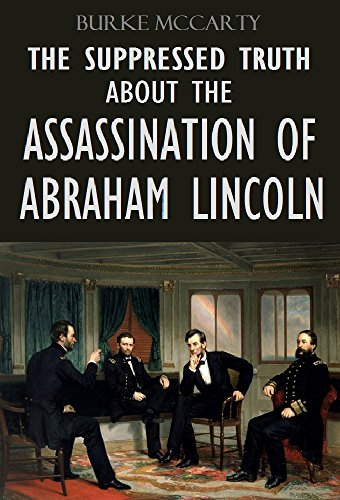 BURKE MCCARTY
THE SUPPRESSED TRUTH
ABOUT THE
ASSASSINATION OF
ABRAHAM LINCOLN